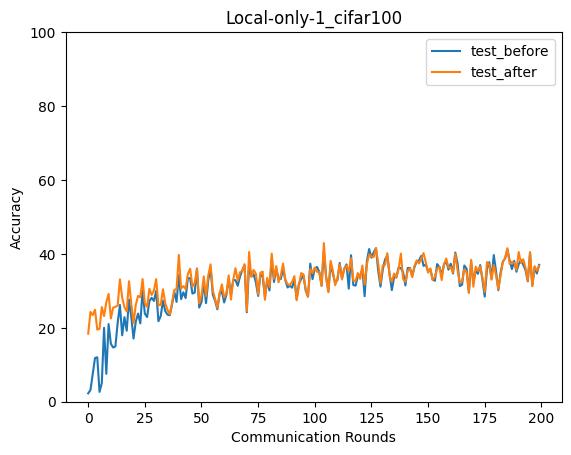 Local-only-1_cifar100
100
80
60
40
20
0
Accuracy
test_before
test_after
0 25 50 75 100 125 150 175 200
Communication Rounds